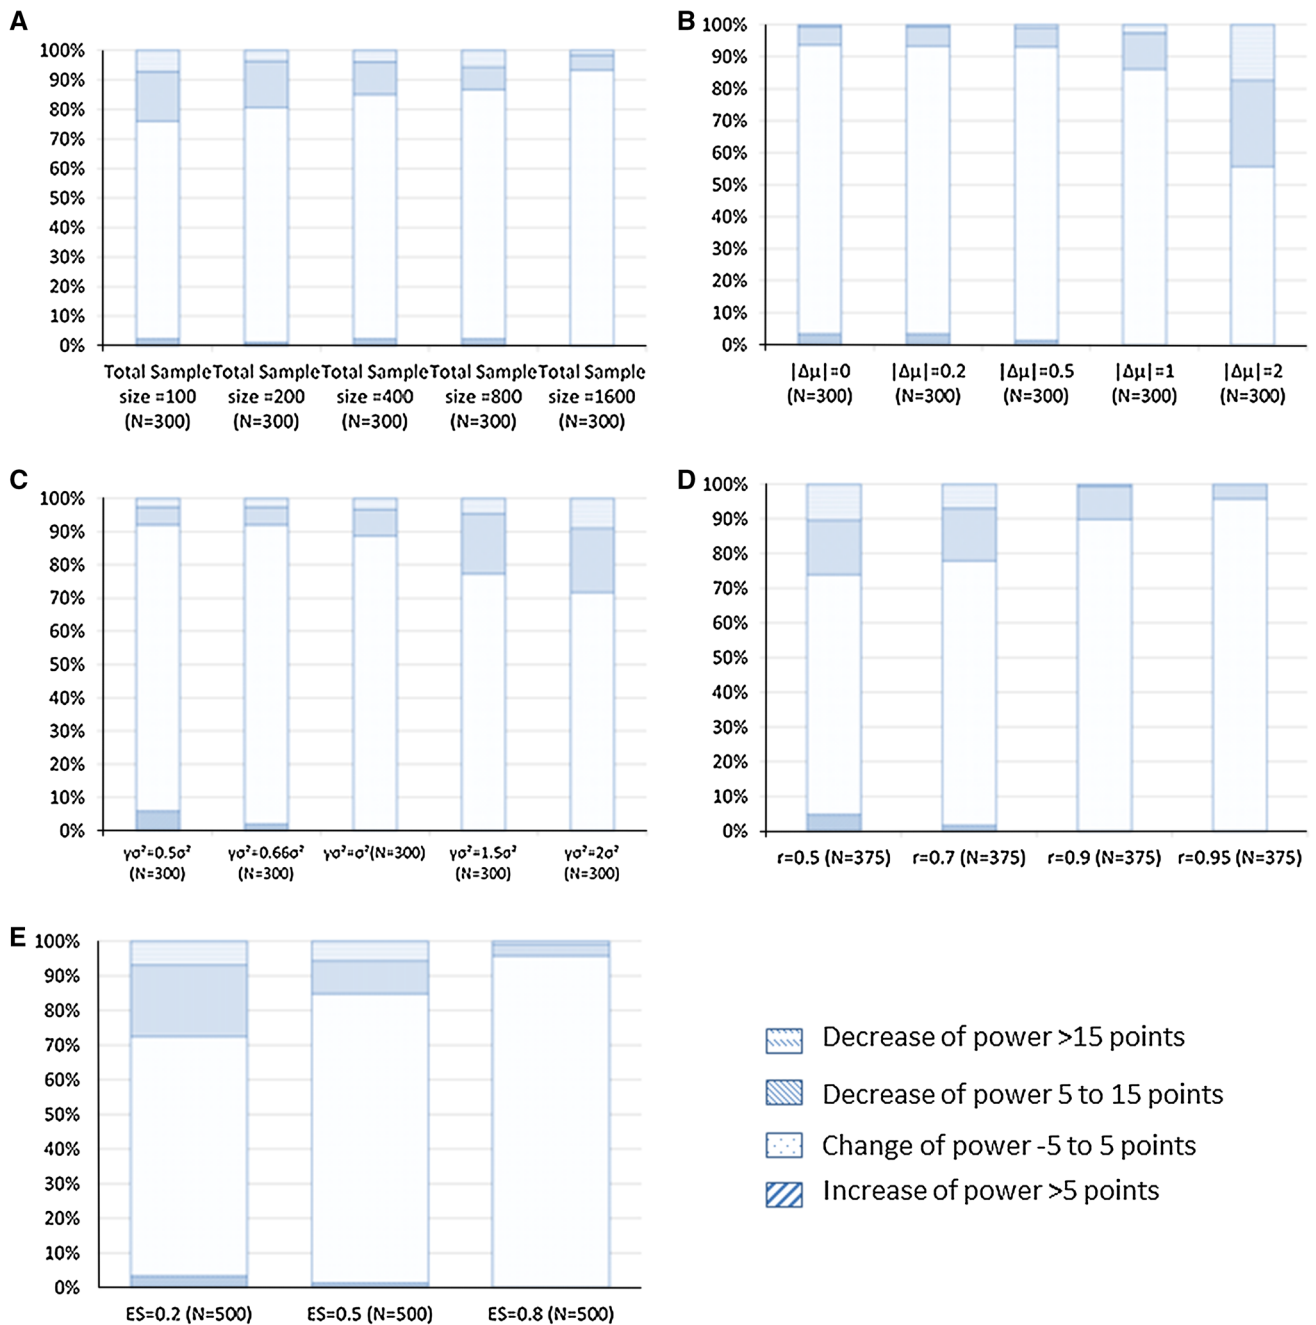 A
100%
90%
80%
70%
60%
50%
40%
30%
20%
10%
0%
Total Sample size =100 (N=300)
Total Sample size =200 (N=300)
Total Sample size =400 (N=300)
Total Sample size =800 (N=300)
Total Sample size =1600 (N=300)
B
100%
90%
80%
70%
60%
50%
40%
30%
20%
10%
0%
|Δμ|=0 (N=300)
|Δμ|=0.2 (N=300)
|Δμ|=0.5 (N=300)
|Δμ|=1 (N=300)
|Δμ|=2 (N=300)
C
100%
90%
80%
70%
60%
50%
40%
30%
20%
10%
0%
γσ²=0.5σ² (N=300)
γσ²=0.66σ² (N=300)
γσ²=σ²(N=300)
γσ²=1.5σ² (N=300)
γσ²=2σ² (N=300)
D
100%
90%
80%
70%
60%
50%
40%
30%
20%
10%
0%
r=0.5 (N=375)
r=0.7 (N=375)
r=0.9 (N=375)
r=0.95 (N=375)
E
100%
90%
80%
70%
60%
50%
40%
30%
20%
10%
0%
ES=0.2 (N=500)
ES=0.5 (N=500)
ES=0.8 (N=500)
Decrease of power >15 points
Decrease of power 5 to 15 points
Change of power -5 to 5 points
Increase of power >5 points